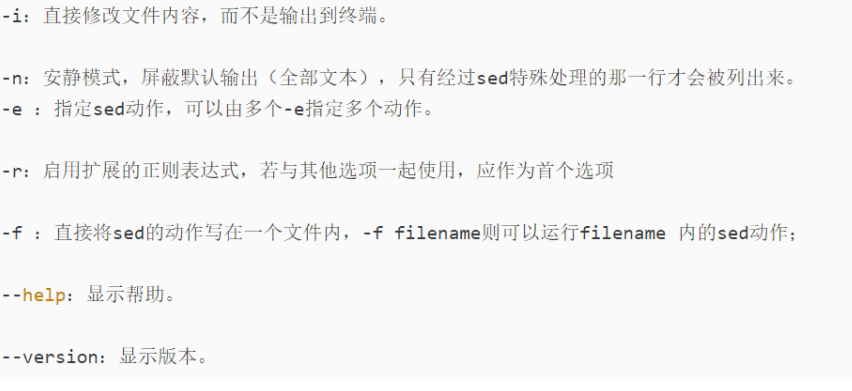 -i：直接修改文件内容，而不是输出到终端。
-n：安静模式，屏蔽默认输出（全部文本），只有经过sed特殊处理的那一行才会被列出来。
-e ：指定sed动作，可以由多个-e指定多个动作。
-r：启用扩展的正则表达式，若与其他选项一起使用，应作为首个选项
-f ：直接将sed的动作写在一个文件内，-f filename则可以运行filename 内的sed动作；
--help：显示帮助。
--version：显示版本。